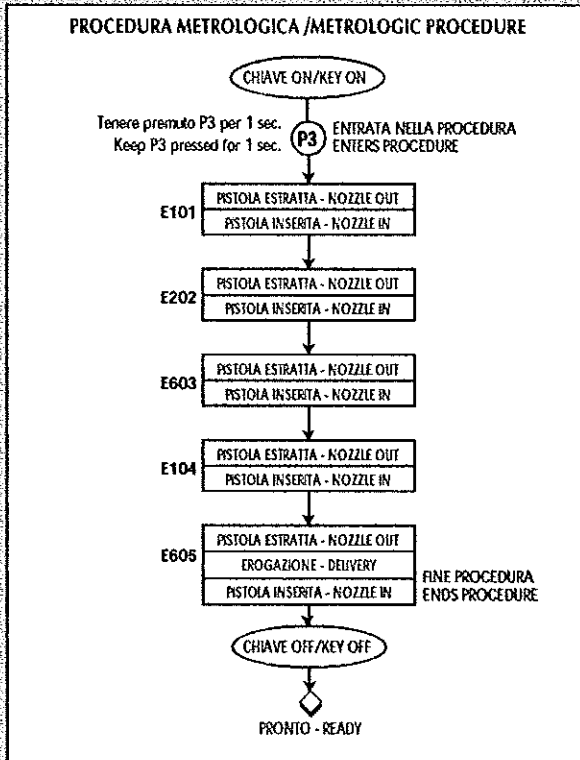 PROCEDURA METROLOGICA /METROLOGIC PROCEDURE
CHIAVE ON/KEY ON
Tenere premuto P3 per 1 sec.
Keep P3 pressed for 1 sec.
P3
ENTRATA NELLA PROCEDURA
ENTERS PROCEDURE
E101
PISTOLA ESTRATTA - NOZZLE OUT
PISTOLA INSERITA - NOZZLE IN
E202
PISTOLA ESTRATTA - NOZZLE OUT
PISTOLA INSERITA - NOZZLE IN
E603
PISTOLA ESTRATTA - NOZZLE OUT
PISTOLA INSERITA - NOZZLE IN
E104
PISTOLA ESTRATTA - NOZZLE OUT
PISTOLA INSERITA - NOZZLE IN
E605
PISTOLA ESTRATTA - NOZZLE OUT
EROGAZIONE - DELIVERY
PISTOLA INSERITA - NOZZLE IN
FINE PROCEDURA
ENDS PROCEDURE
CHIAVE OFF/KEY OFF
PRONTO - READY